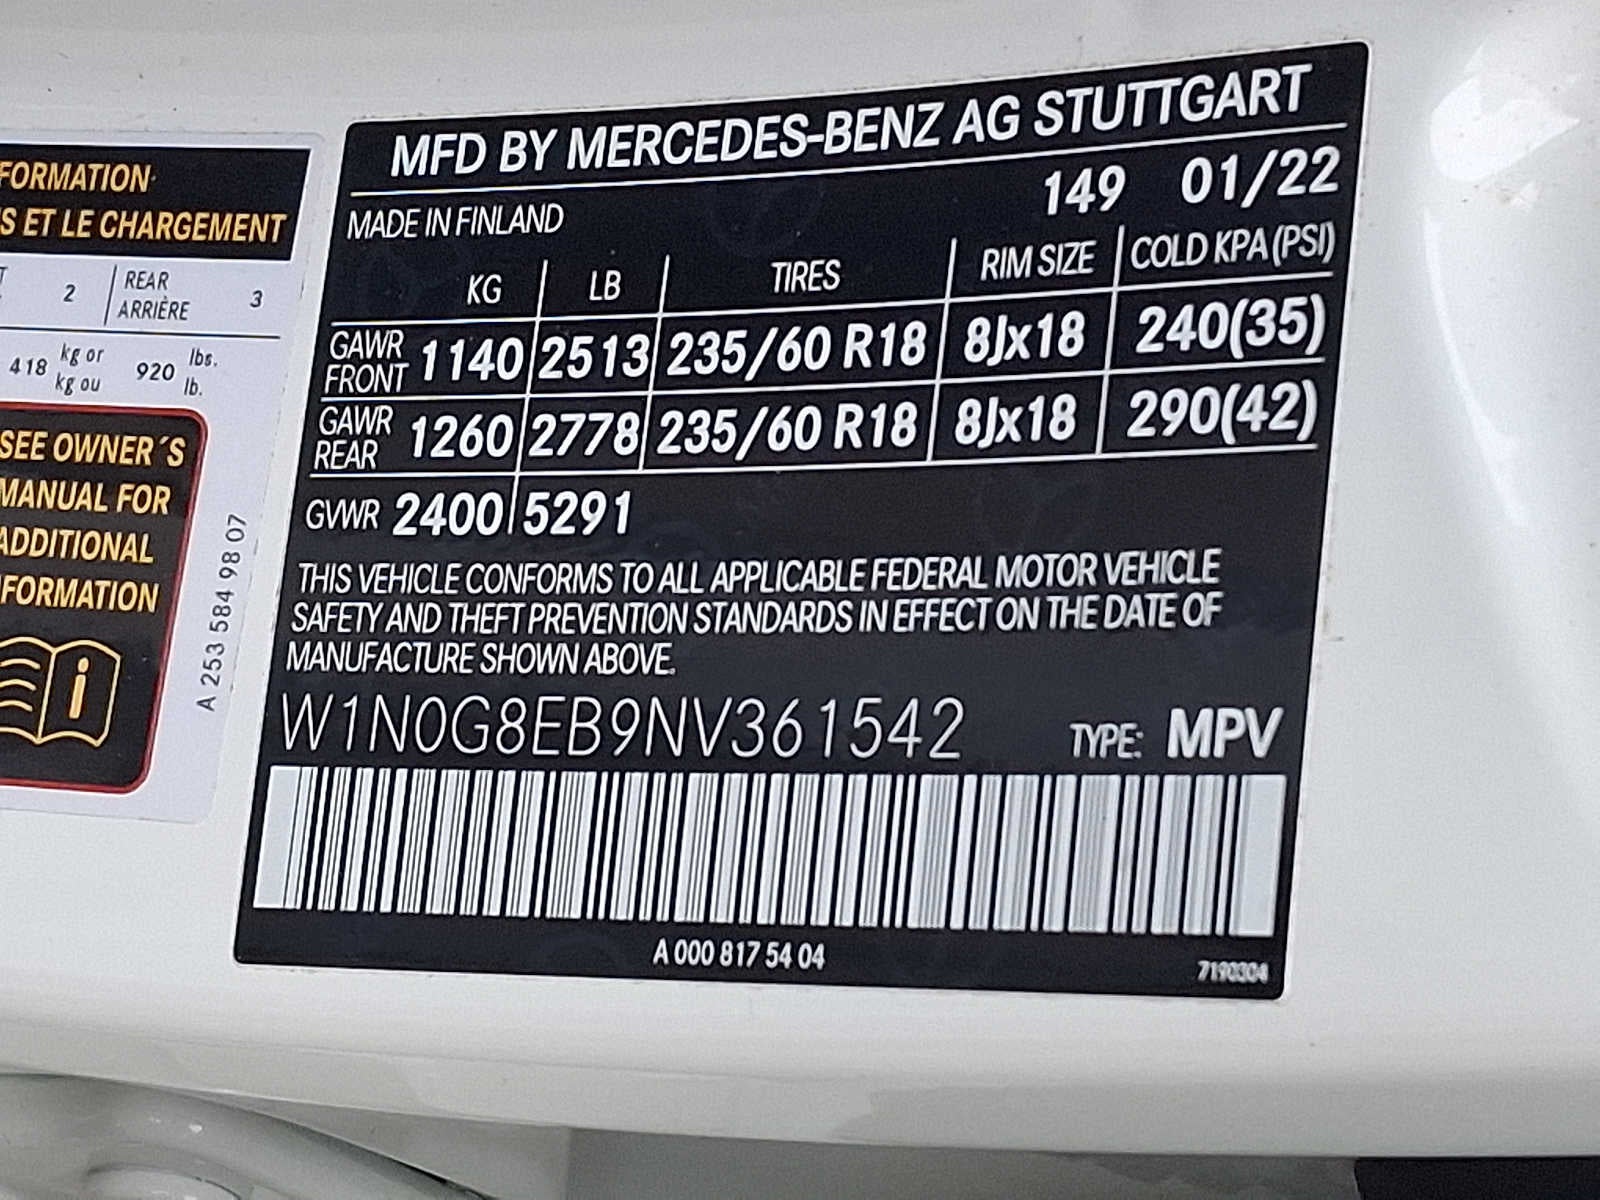 FORMATION
S ET LE CHARGEMENT
2 REAR ARRIÈRE 3
418 kg or kg ou 920 lbs. lb.
SEE OWNER´S
MANUAL FOR
ADDITIONAL
FORMATION
i
A 253 584 98 07
MFD BY MERCEDES-BENZ AG STUTTGART
149 01/22
MADE IN FINLAND
KG LB TIRES RIM SIZE COLD KPA(PSI)
GAWR FRONT 1140 2513 235/60 R18 8Jx18 240(35)
GAWR REAR 1260 2778 235/60 R18 8Jx18 290(42)
GVWR 2400 5291
THIS VEHICLE CONFORMS TO ALL APPLICABLE FEDERAL MOTOR VEHICLE
SAFETY AND THEFT PREVENTION STANDARDS IN EFFECT ON THE DATE OF
MANUFACTURE SHOWN ABOVE.
W1N0G8EB9NV361542 TYPE: MPV
A 000 817 54 04
7190304